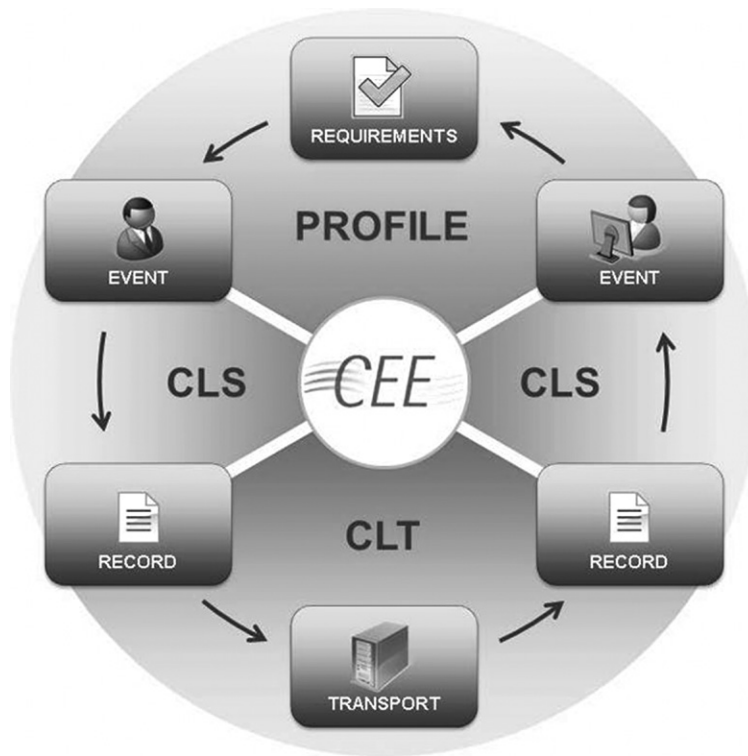 REQUIREMENTS
EVENT
PROFILE
EVENT
CLS
CEE
CLS
RECORD
CLT
RECORD
TRANSPORT